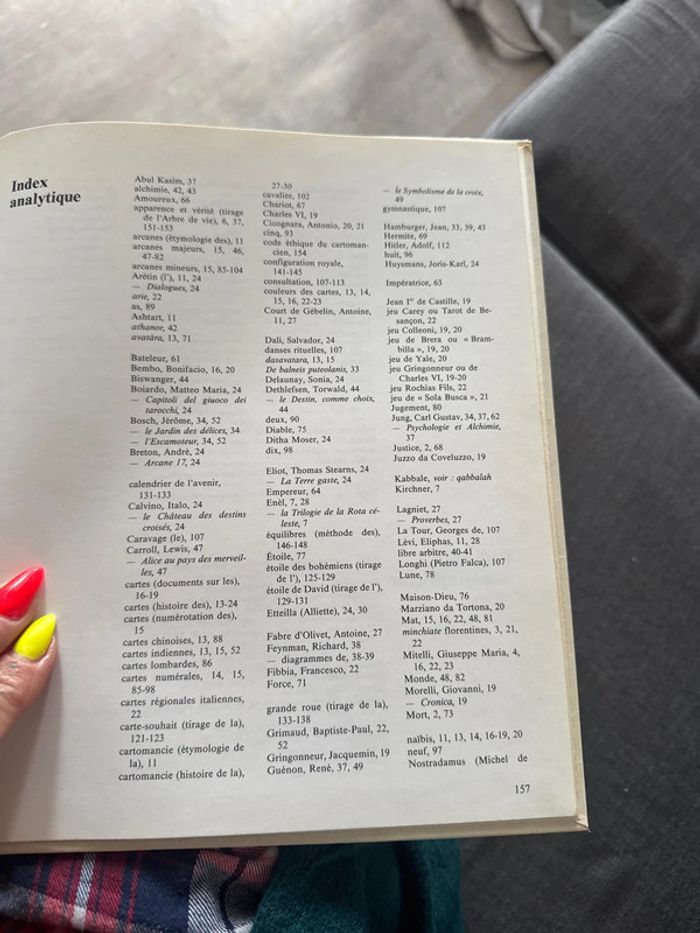 Index
analytique
Abul Kasim, 37
alchimie, 42, 43
Amoureux, 66
apparence et vérité (tirage
de l'Arbre de vie), 6, 37,
151-153
arcanes (étymologie des), 11
arcanes majeurs, 15, 46,
47-82
arcanes mineurs, 15, 85-104
Arétin (l'), 11, 24
— Dialogues, 24
arie, 22
as, 89
Ashtart, 11
athanor, 42
avatāra, 13, 71
Bateleur, 61
Bembo, Bonifacio, 16, 20
Biswanger, 44
Boiardo, Matteo Maria, 24
— Capitoli del giuoco dei
tarocchi, 24
Bosch, Jérôme, 34, 52
— le Jardin des délices, 34
— l'Escamoteur, 34, 52
Breton, André, 24
— Arcane 17, 24
calendrier de l'avenir,
131-133
Calvino, Italo, 24
— le Château des destins
croisés, 24
Caravage (le), 107
Carroll, Lewis, 47
— Alice au pays des merveil-
les, 47
cartes (documents sur les),
16-19
cartes (histoire des), 13-24
cartes (numérotation des),
15
cartes chinoises, 13, 88
cartes indiennes, 13, 15, 52
cartes lombardes, 86
cartes numérales, 14, 15,
85-98
cartes régionales italiennes,
22
carte-souhait (tirage de la),
121-123
cartomancie (étymologie de
la), 11
cartomancie (histoire de la),
27-30
cavalier, 102
Chariot, 67
Charles VI, 19
Cicognara, Antonio, 20, 21
cinq, 93
code éthique du cartoman-
cien, 154
configuration royale,
141-145
consultation, 107-113
couleurs des cartes, 13, 14,
15, 16, 22-23
Court de Gébelin, Antoine,
11, 27
Dali, Salvador, 24
danses rituelles, 107
dasavatara, 13, 15
De balneis puteolanis, 33
Delaunay, Sonia, 24
Dethlefsen, Torwald, 44
— le Destin, comme choix,
44
deux, 90
Diable, 75
Ditha Moser, 24
dix, 98
Eliot, Thomas Stearns, 24
— La Terre gaste, 24
Empereur, 64
Enèl, 7, 28
— la Trilogie de la Rota cé-
leste, 7
équilibres (méthode des),
146-148
Étoile, 77
étoile des bohémiens (tirage
de l'), 125-129
étoile de David (tirage de l'),
129-131
Etteilla (Alliette), 24, 30
Fabre d'Olivet, Antoine, 27
Feynman, Richard, 38
— diagrammes de, 38-39
Fibbia, Francesco, 22
Force, 71
grande roue (tirage de la),
133-138
Grimaud, Baptiste-Paul, 22,
52
Gringonneur, Jacquemin, 19
Guénon, René, 37, 49
— le Symbolisme de la croix,
49
gymnastique, 107
Hamburger, Jean, 33, 39, 43
Hermite, 69
Hitler, Adolf, 112
huit, 96
Huysmans, Joris-Karl, 24
Impératrice, 63
Jean Ier de Castille, 19
jeu Carey ou Tarot de Be-
sançon, 22
jeu Colleoni, 19, 20
jeu de Brera ou « Bram-
billa », 19, 20
jeu de Yale, 20
jeu Gringonneur ou de
Charles VI, 19-20
jeu Rochias Fils, 22
jeu de « Sola Busca », 21
Jugement, 80
Jung, Carl Gustav, 34, 37, 62
— Psychologie et Alchimie,
37
Justice, 2, 68
Juzzo da Coveluzzo, 19
Kabbale, voir : qabbalah
Kirchner, 7
Lagniet, 27
— Proverbes, 27
La Tour, Georges de, 107
Lévi, Eliphas, 11, 28
libre arbitre, 40-41
Longhi (Pietro Falca), 107
Lune, 78
Maison-Dieu, 76
Marziano da Tortona, 20
Mat, 15, 16, 22, 48, 81
minchiate florentines, 3, 21,
22
Mitelli, Giuseppe Maria, 4,
16, 22, 23
Monde, 48, 82
Morelli, Giovanni, 19
— Cronica, 19
Mort, 2, 73
naïbis, 11, 13, 14, 16-19, 20
neuf, 97
Nostradamus (Michel de
157